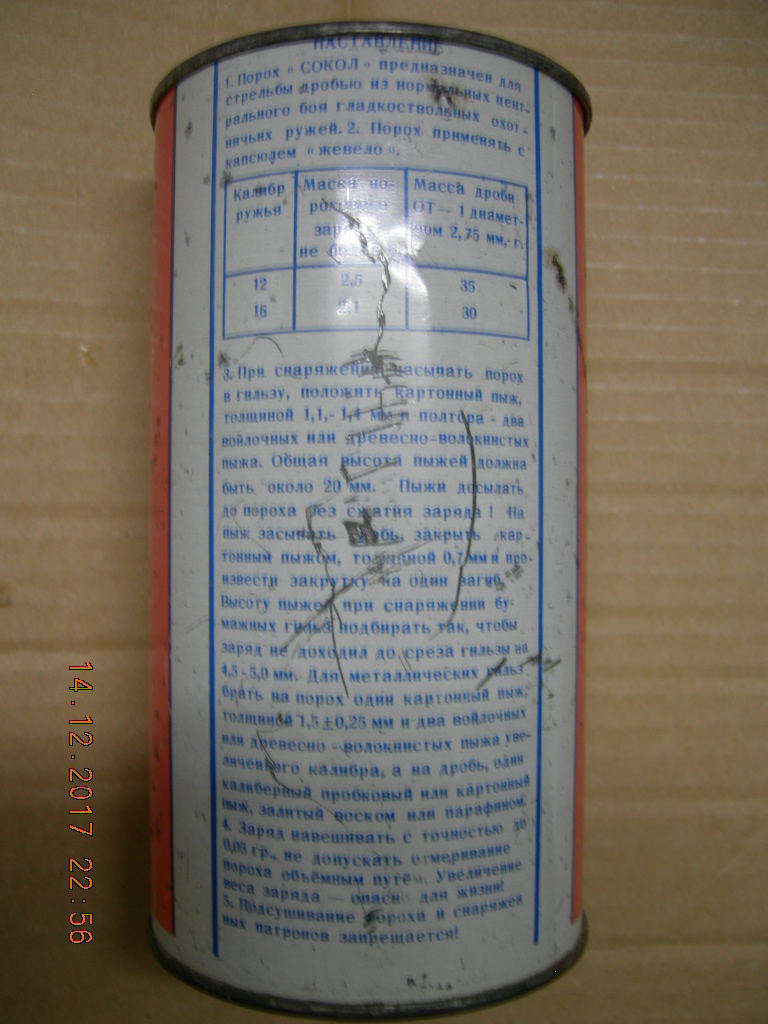 НАСТАВЛЕНИЕ
1. Порох « СОКОЛ » предназначен для
стрельбы дробью из нормальных цент-
рального боя гладкоствольных охот-
ничьих ружей. 2. Порох применять с
капсюлем « жевело ».
Калибр ружья
Масса по- роховго заряда не более
Масса дроби ОТ — 1 диамет- ром 2,75 мм,-г.
12 2,5 35
16 2,1 30
3. При снаряжении насыпать порох
в гильзу, положить картонный пыж,
толщиной 1,1,- 1,4 мм и полтора - два
войлочных или древесно-волокнистых
пыжа. Общая высота пыжей должна
быть около 20 мм. Пыжи досылать
до пороха без сжатия заряда ! На
пыж засыпать дробь, закрыть кар-
тонным пыжом, толщиной 0,7 мм и про-
извести закрутку на один загиб.
Высоту пыжей при снаряжении бу-
мажных гильз подбирать так, чтобы
заряд не доходил до среза гильзы на
4,5 - 5,0 мм. Для металлических гильз
брать на порох один картонный пыж,
толщиной 1,5 ± 0,25 мм и два войлочных
или древесно - волокнистых пыжа уве-
личенного калибра, а на дробь, один
калиберный пробковый или картонный
пыж, залитый воском или парафином.
4. Заряд навешивать с точностью до
0,05 гр., не допускать отмеривание
пороха объёмным путём. Увеличение
веса заряда — опасно для жизни!
5. Подсушивание пороха и снаряжен
ных патронов запрещается!
14.12.2017 22:56